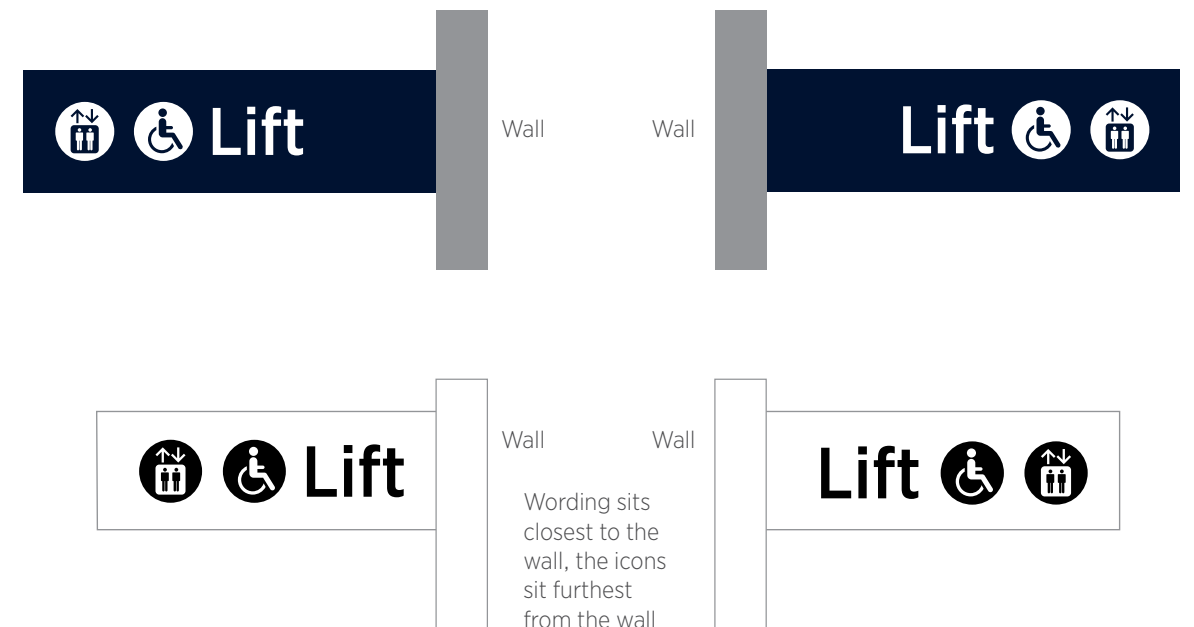 Lift
Wall
Wall
Lift
Lift
Wall
Wall
Lift
Wording sits
closest to the
wall, the icons
sit furthest
from the wall